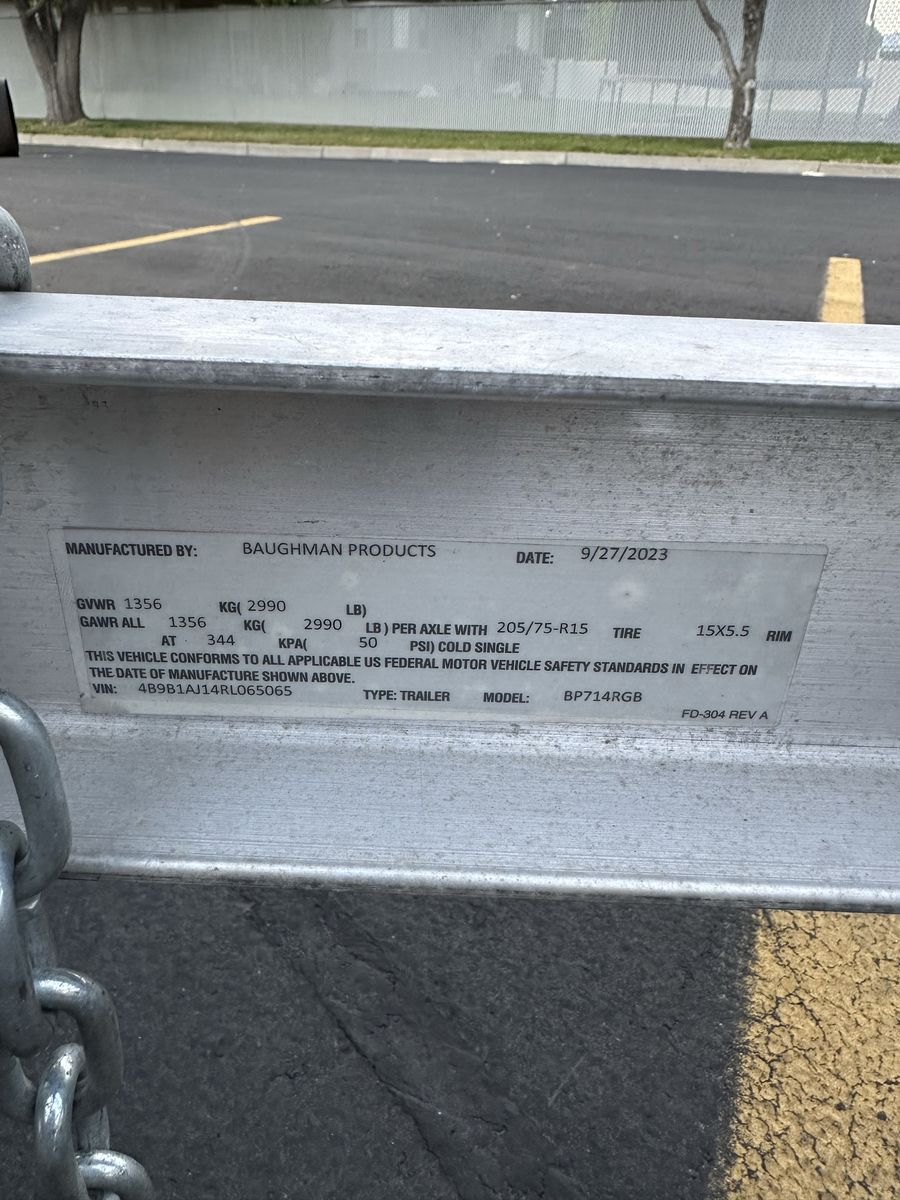 MANUFACTURED BY: BAUGHMAN PRODUCTS DATE: 9/27/2023
GVWR 1356 KG( 2990 LB)
GAWR ALL 1356 KG( 2990 LB ) PER AXLE WITH 205/75-R15 TIRE 15X5.5 RIM
AT 344 KPA( 50 PSI) COLD SINGLE
THIS VEHICLE CONFORMS TO ALL APPLICABLE US FEDERAL MOTOR VEHICLE SAFETY STANDARDS IN EFFECT ON
THE DATE OF MANUFACTURE SHOWN ABOVE.
VIN: 4B9B1AJ14RL065065 TYPE: TRAILER MODEL: BP714RGB
FD-304 REV A